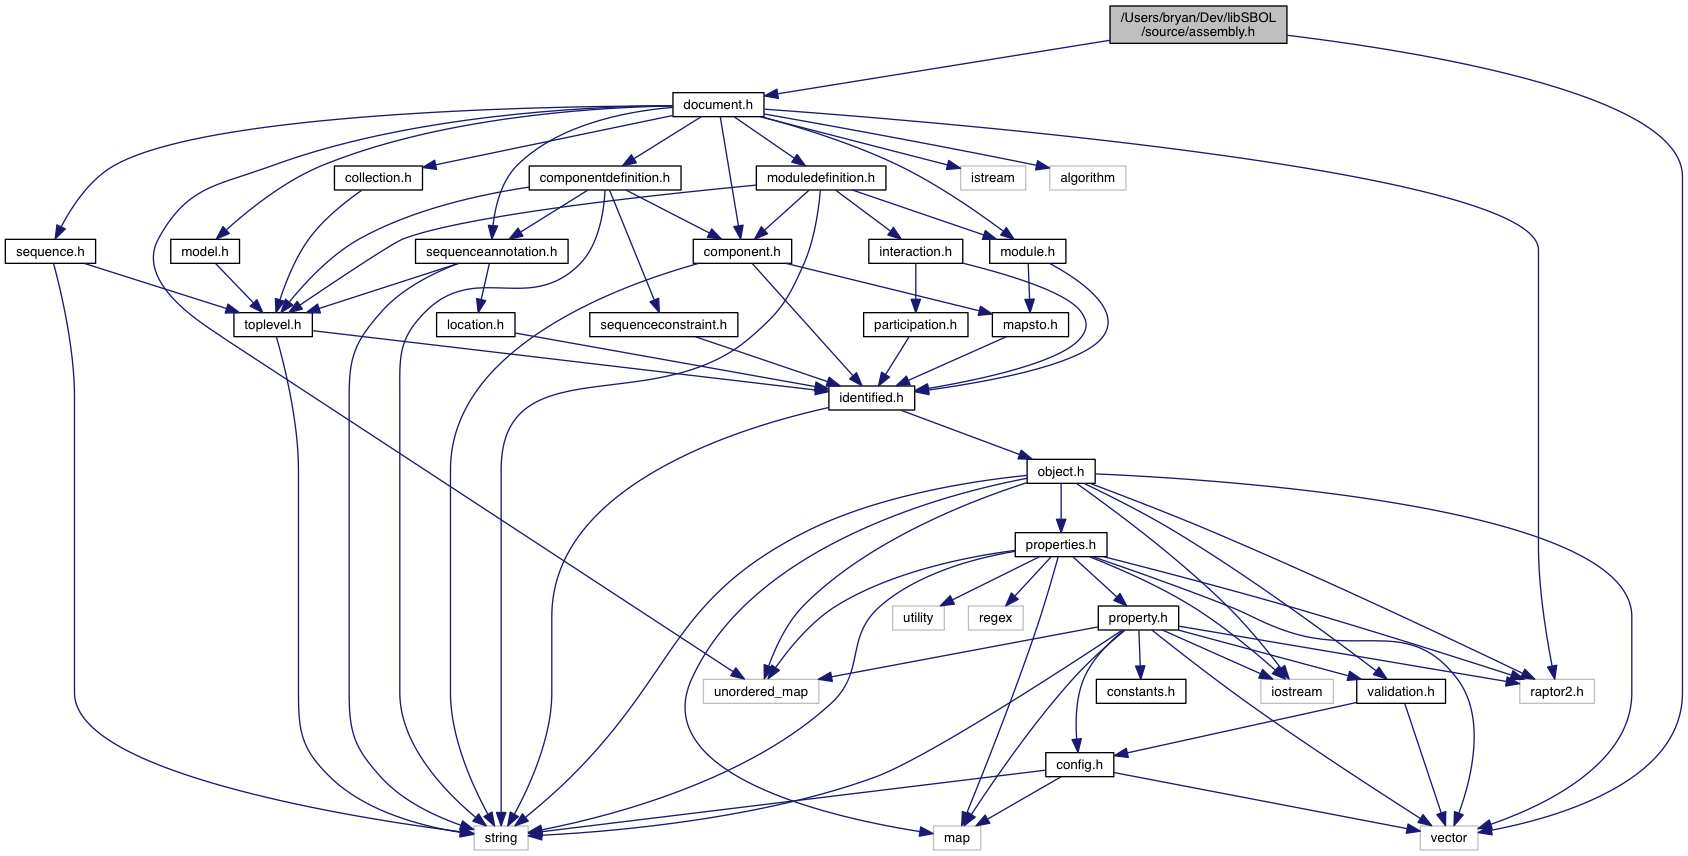 /Users/bryan/Dev/libSBOL
/source/assembly.h
document.h
collection.h
componentdefinition.h
moduledefinition.h
istream
algorithm
sequence.h
model.h
sequenceannotation.h
component.h
interaction.h
module.h
toplevel.h
location.h
sequenceconstraint.h
participation.h
mapsto.h
identified.h
object.h
properties.h
utility
regex
property.h
unordered_map
constants.h
iostream
validation.h
raptor2.h
config.h
string
map
vector